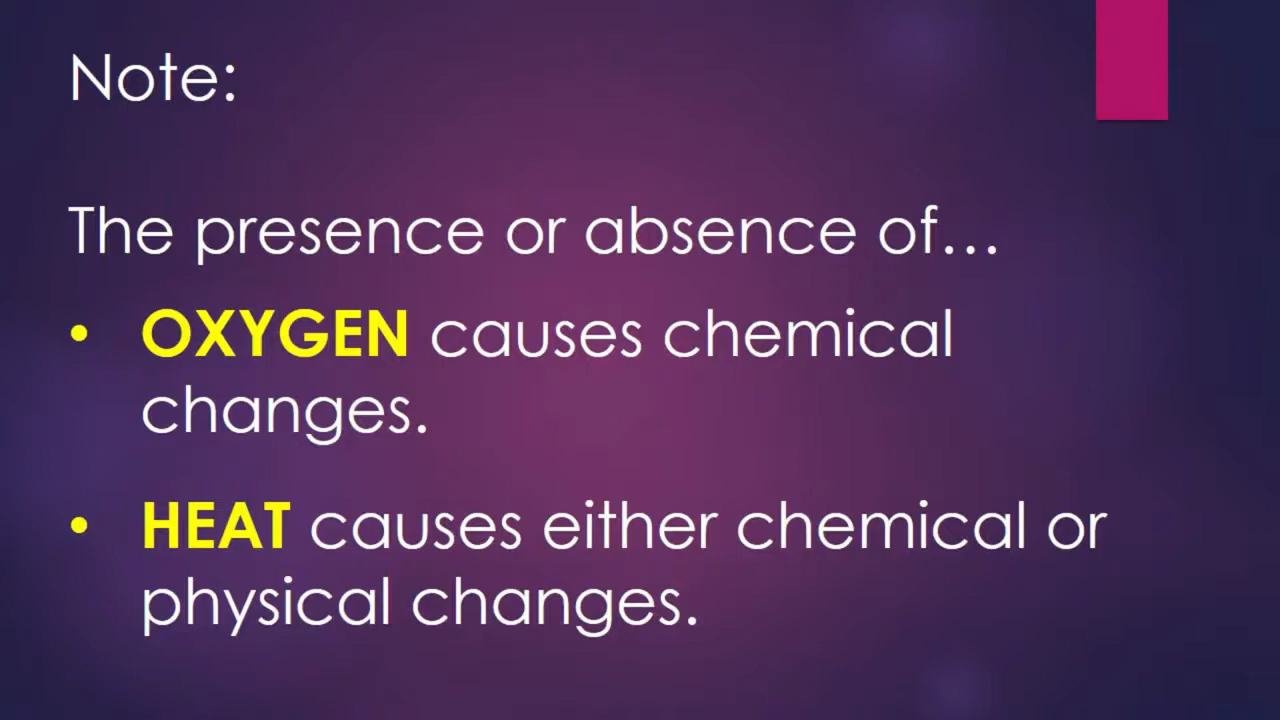 Note:
The presence or absence of…
• OXYGEN causes chemical
changes.
• HEAT causes either chemical or
physical changes.